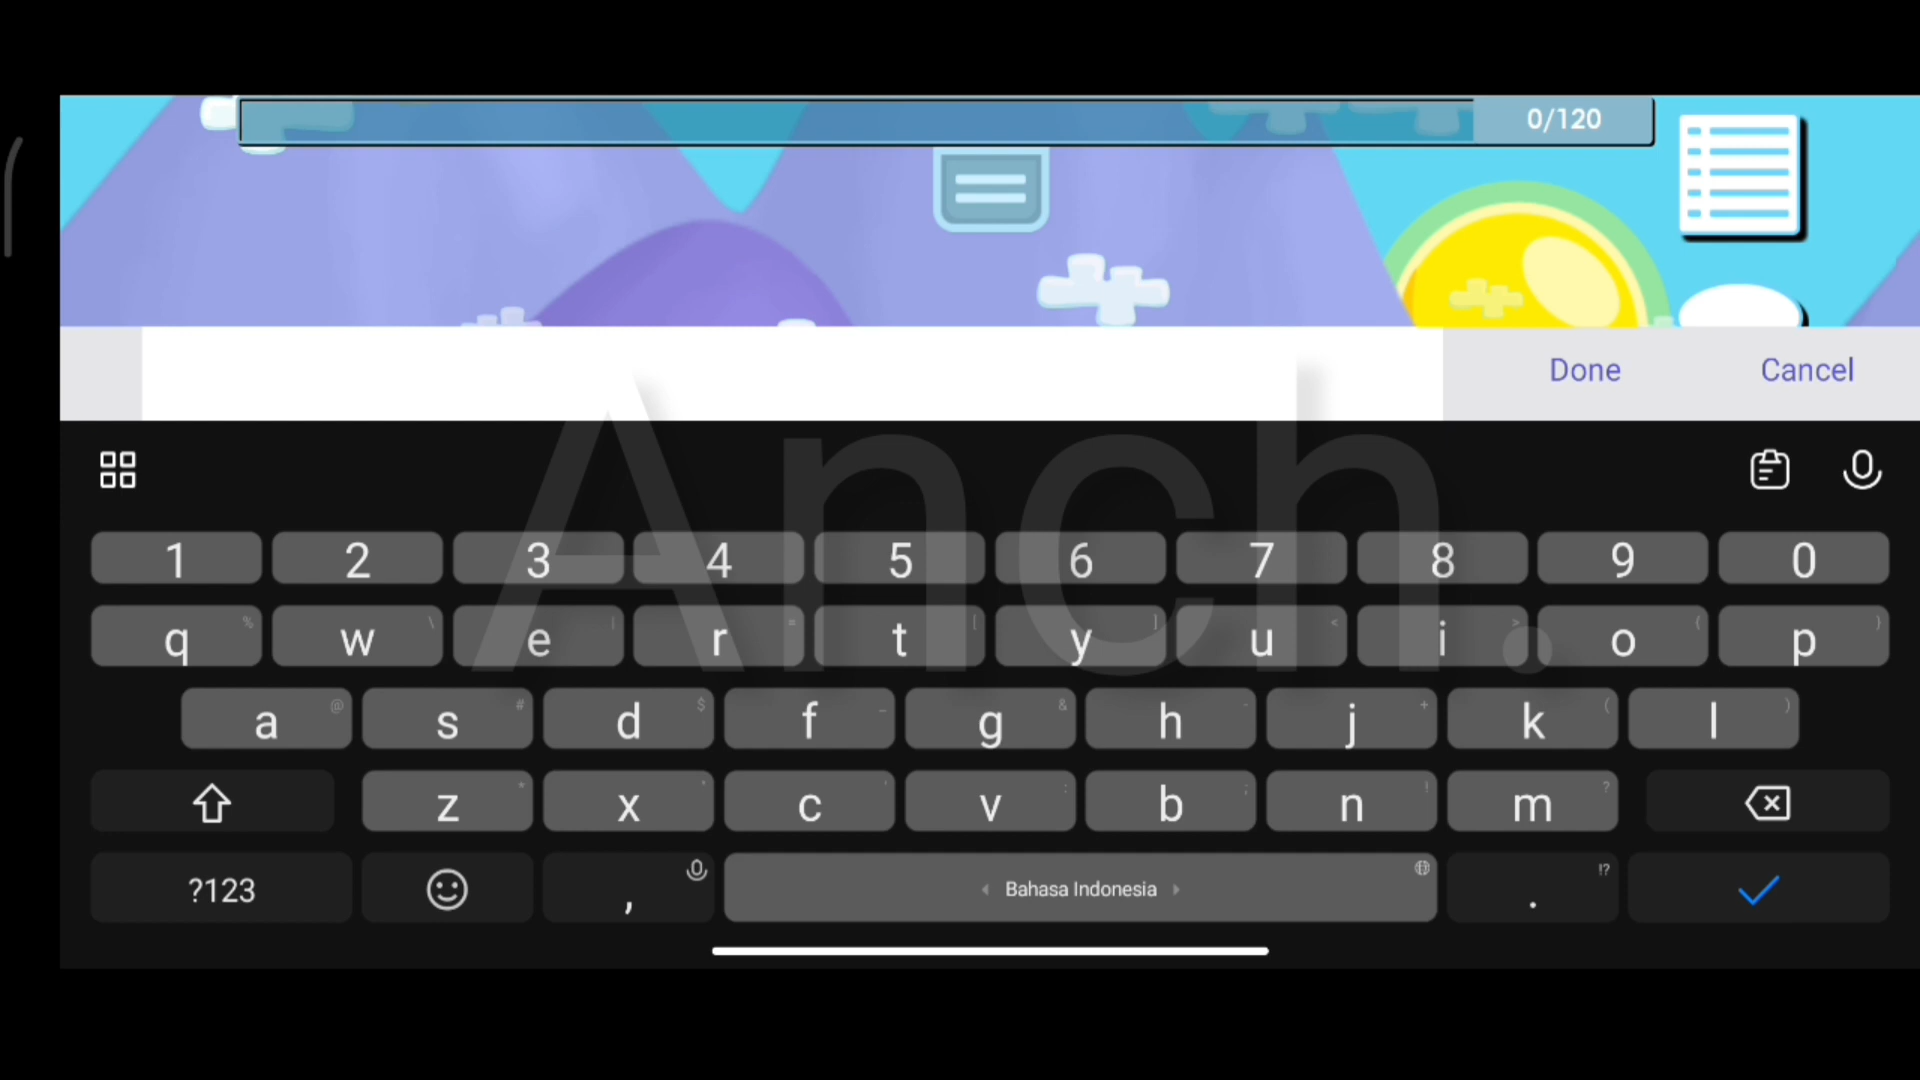 0/120
Done Cancel
Anch.
1 2 3 4 5 6 7 8 9 0
q % w \ e | r = t [ y ] u < i > o { p }
a @ s # d $ f _ g & h - j + k ( l )
z * x " c ' v : b ; n ! m ?
?123 , Bahasa Indonesia . !?